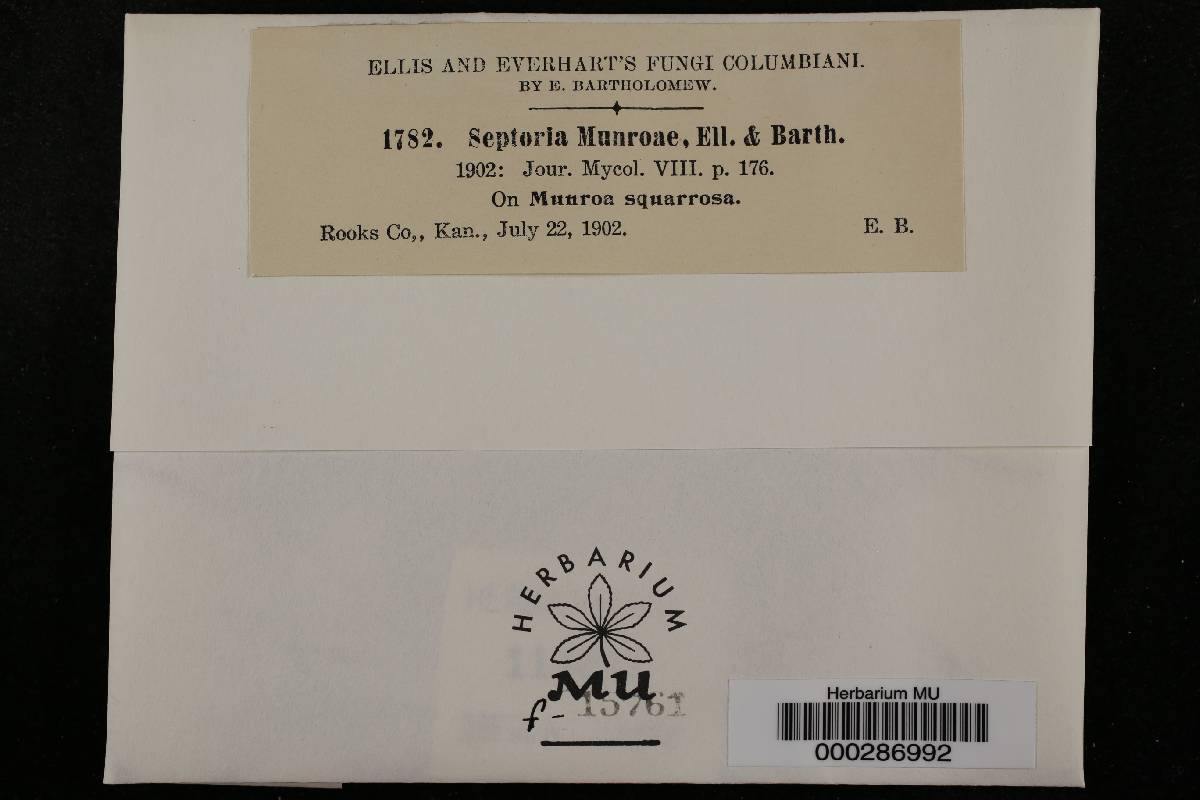 ELLIS AND EVERHART'S FUNGI COLUMBIANI.
BY E. BARTHOLOMEW.
1782. Septoria Munroae, Ell. & Barth.
1902: Jour. Mycol. VIII. p. 176.
On Munroa squarrosa.
Rooks Co,, Kan., July 22, 1902. E. B.
HERBARIUM
MU
f- 15761
Herbarium MU
000286992